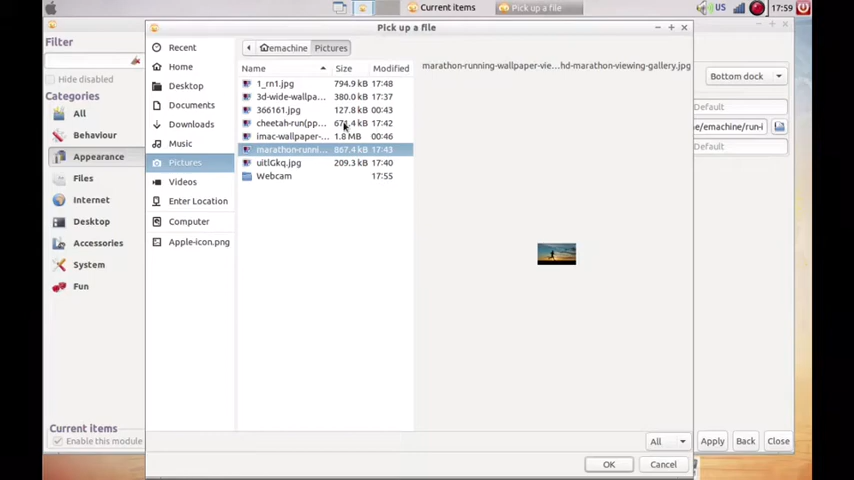 Current items
Pick up a file
US
17:59
Pick up a file
Filter
Hide disabled
Categories
All
Behaviour
Appearance
Files
Internet
Desktop
Accessories
System
Fun
Current items
Enable this module
Recent
Home
Desktop
Documents
Downloads
Music
Pictures
Videos
Enter Location
Computer
Apple-icon.png
emachine
Pictures
Name Size Modified
1_rn1.jpg 794.9 kB 17:48
3d-wide-wallpa... 380.0 kB 17:37
366161.jpg 127.8 kB 00:43
cheetah-run(pp... 671.4 kB 17:42
imac-wallpaper-... 1.8 MB 00:46
marathon-runni... 867.4 kB 17:43
uitlGkq.jpg 209.3 kB 17:40
Webcam 17:55
marathon-running-wallpaper-vie...hd-marathon-viewing-gallery.jpg
All
OK
Cancel
Bottom dock
Default
e/emachine/run-i
Default
Apply
Back
Close